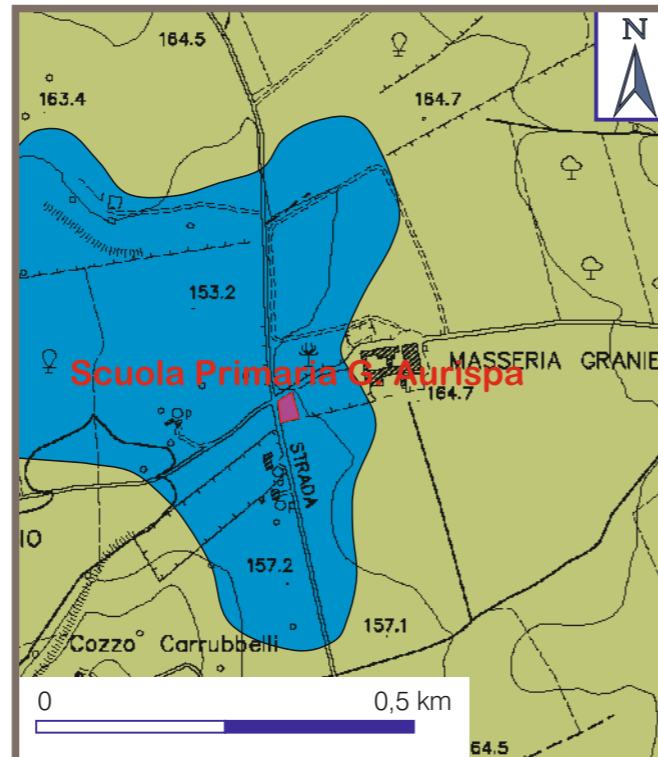 164.5
N
163.4
164.7
153.2
MASSERIA GRANIE
Scuola Primaria G. Aurispa
164.7
STRADA
IO
157.2
157.1
Cozzo Carrubbelli
0 0,5 km
64.5